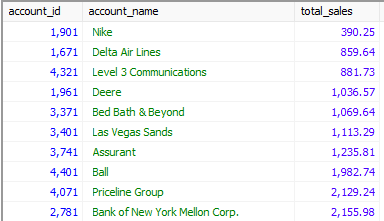 account_id account_name total_sales
1,901 Nike 390.25
1,671 Delta Air Lines 859.64
4,321 Level 3 Communications 881.73
1,961 Deere 1,036.57
3,371 Bed Bath & Beyond 1,069.64
3,401 Las Vegas Sands 1,113.29
3,741 Assurant 1,235.81
4,401 Ball 1,982.74
4,071 Priceline Group 2,129.24
2,781 Bank of New York Mellon Corp. 2,155.98